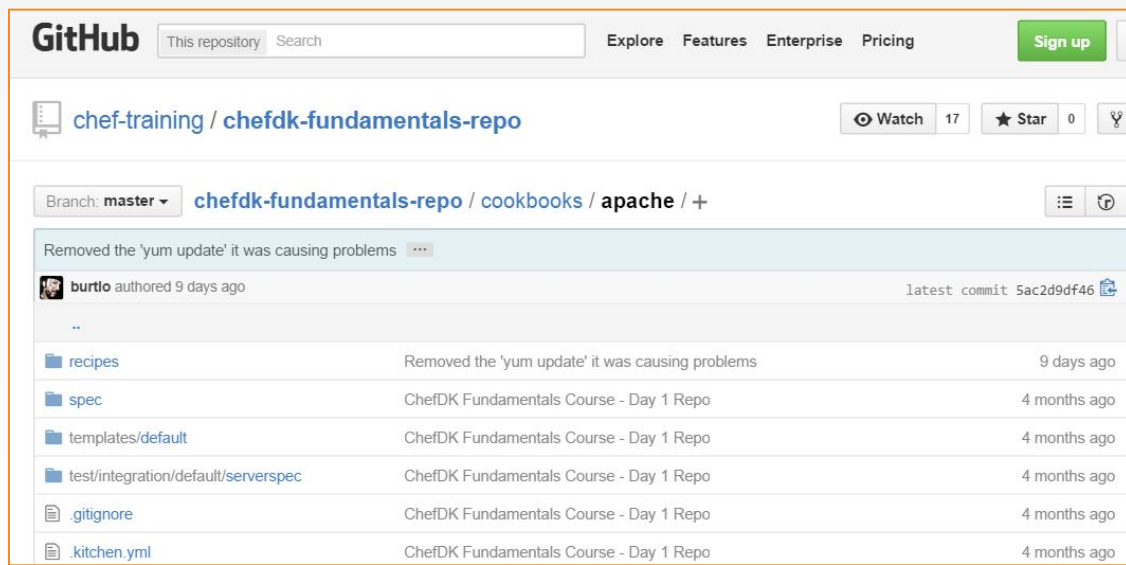 GitHub This repository Search Explore Features Enterprise Pricing Sign up
chef-training / chefdk-fundamentals-repo Watch 17 Star 0
Branch: master chefdk-fundamentals-repo / cookbooks / apache / +
Removed the 'yum update' it was causing problems ...
burtlo authored 9 days ago latest commit 5ac2d9df46
..
recipes Removed the 'yum update' it was causing problems 9 days ago
spec ChefDK Fundamentals Course - Day 1 Repo 4 months ago
templates/default ChefDK Fundamentals Course - Day 1 Repo 4 months ago
test/integration/default/serverspec ChefDK Fundamentals Course - Day 1 Repo 4 months ago
.gitignore ChefDK Fundamentals Course - Day 1 Repo 4 months ago
.kitchen.yml ChefDK Fundamentals Course - Day 1 Repo 4 months ago